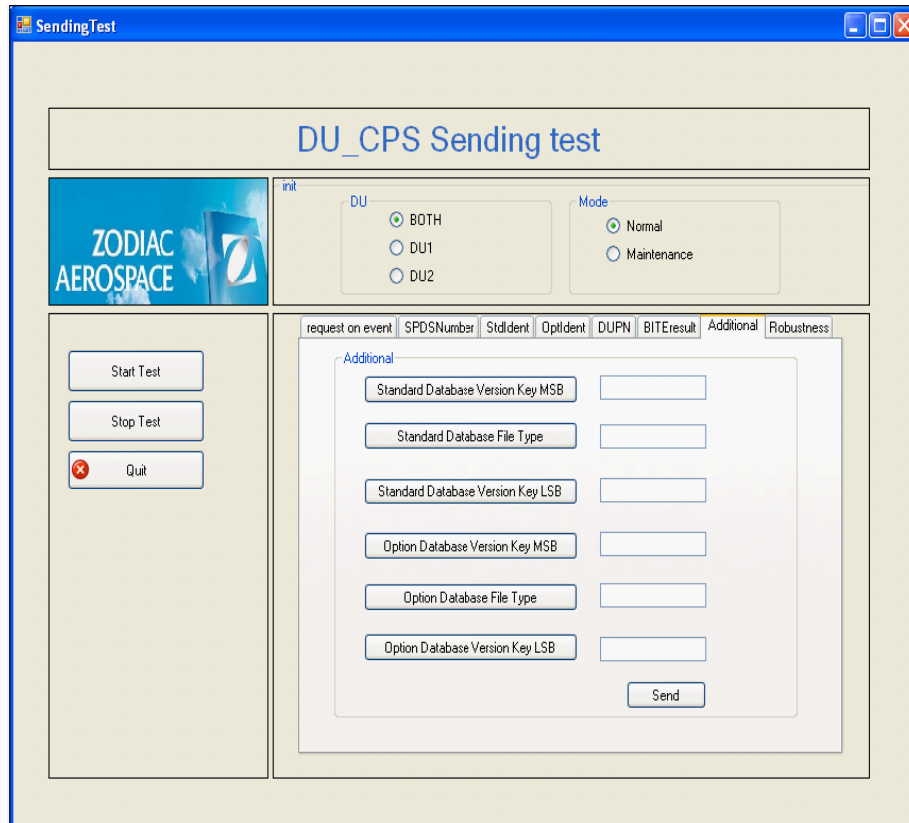 SendingTest
DU_CPS Sending test
ZODIAC
AEROSPACE
init
DU
BOTH
DU1
DU2
Mode
Normal
Maintenance
Start Test
Stop Test
Quit
request on event SPDSNumber StdIdent OptIdent DUPN BITEresult Additional Robustness
Additional
Standard Database Version Key MSB
Standard Database File Type
Standard Database Version Key LSB
Option Database Version Key MSB
Option Database File Type
Option Database Version Key LSB
Send